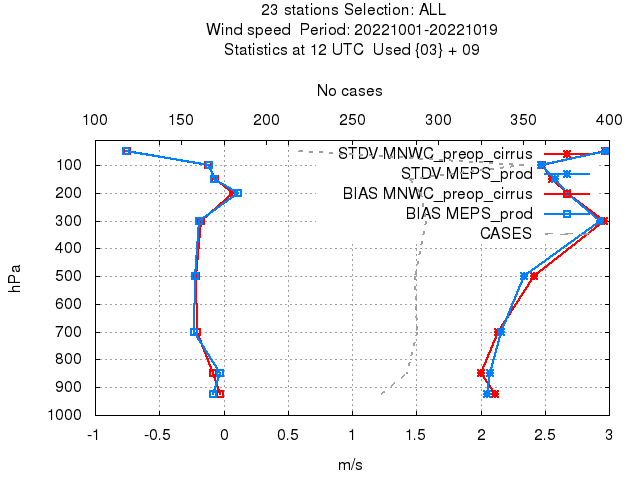 23 stations Selection: ALL
Wind speed  Period: 20221001-20221019
Statistics at 12 UTC  Used {03} + 09
No cases
100 150 200 250 300 350 400
STDV MNWC_preop_cirrus
STDV MEPS_prod
BIAS MNWC_preop_cirrus
BIAS MEPS_prod
CASES
hPa
100
200
300
400
500
600
700
800
900
1000
-1 -0.5 0 0.5 1 1.5 2 2.5 3
m/s